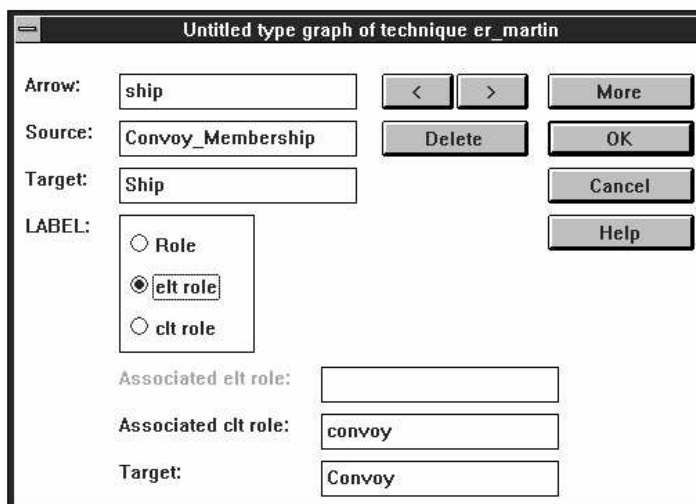 Untitled type graph of technique er_martin
Arrow: ship < > More
Source: Convoy_Membership Delete OK
Target: Ship Cancel
LABEL: Help
Role
elt role
clt role
Associated elt role:
Associated clt role: convoy
Target: Convoy